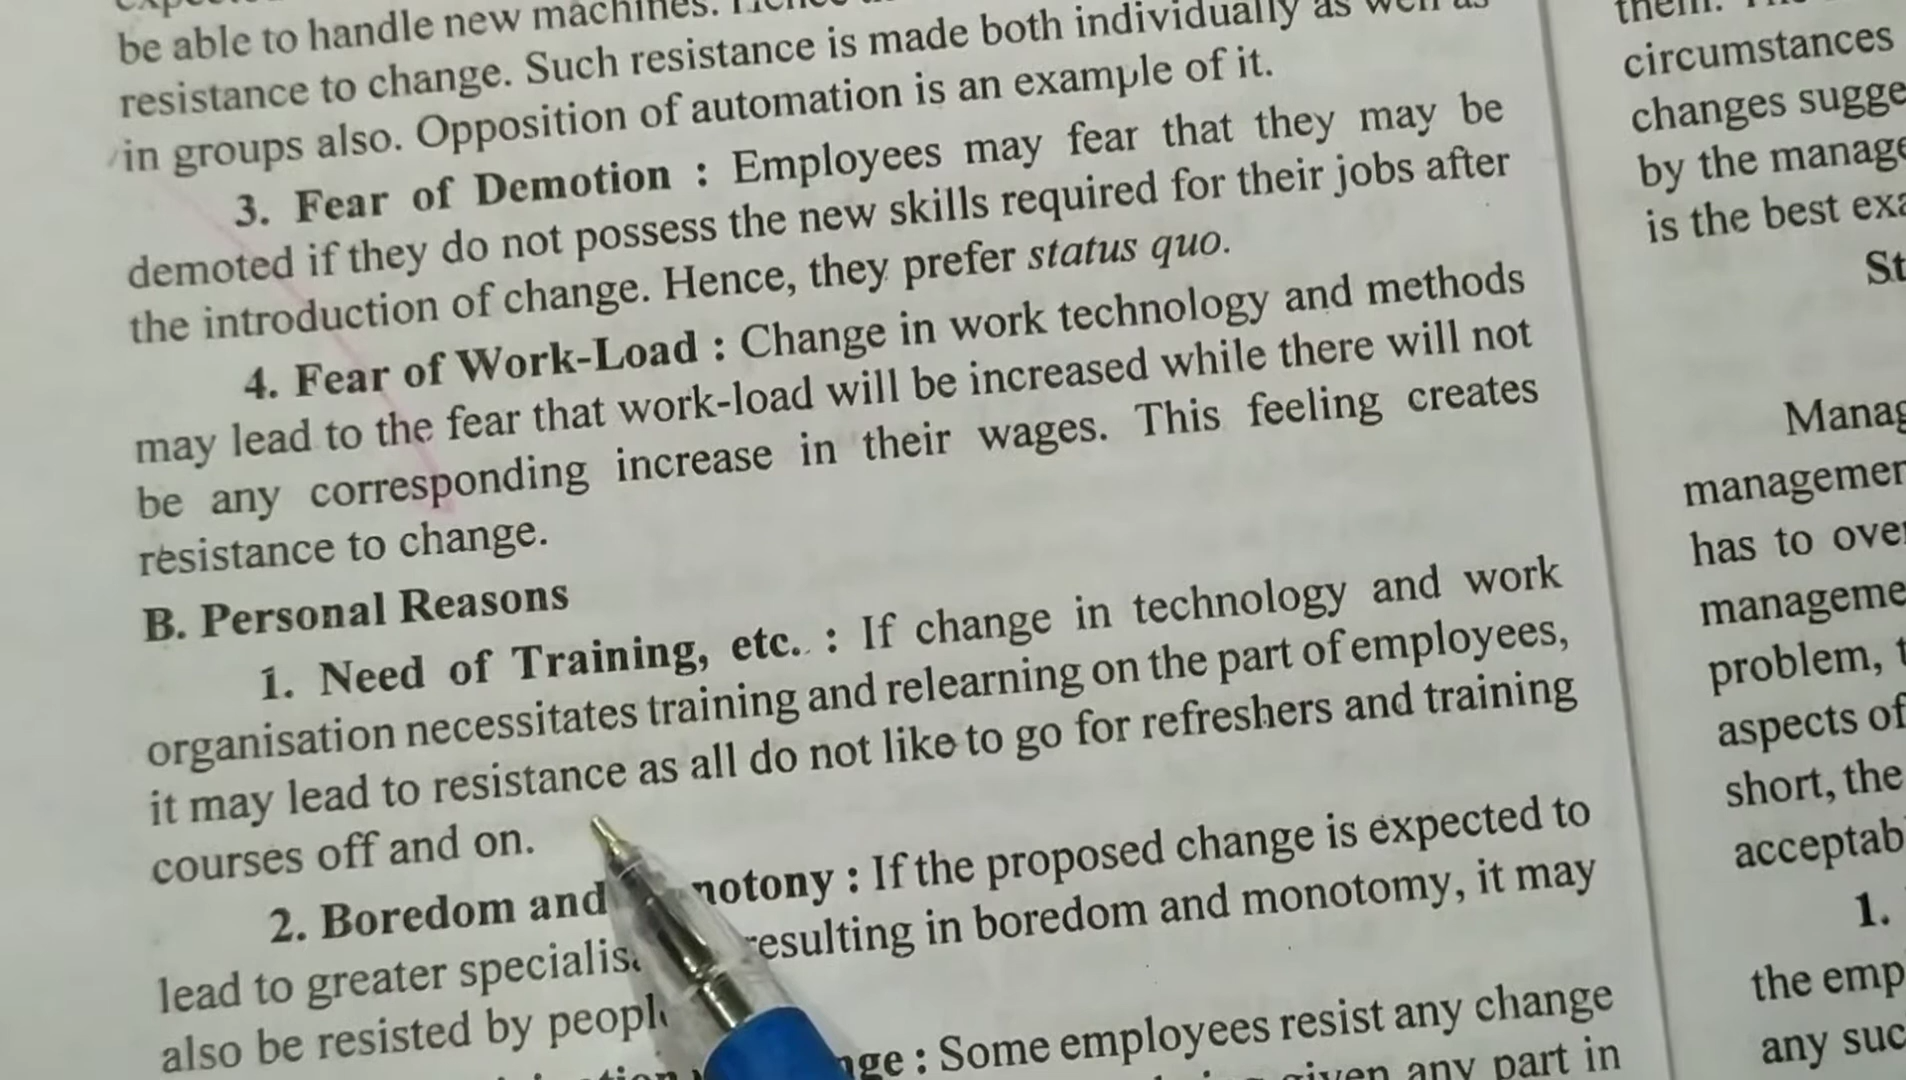 be able to handle new machines.
resistance to change. Such resistance is made both individually as well as
in groups also. Opposition of automation is an example of it.
3. Fear of Demotion : Employees may fear that they may be
demoted if they do not possess the new skills required for their jobs after
the introduction of change. Hence, they prefer status quo.
4. Fear of Work-Load : Change in work technology and methods
may lead to the fear that work-load will be increased while there will not
be any corresponding increase in their wages. This feeling creates
resistance to change.
B. Personal Reasons
1. Need of Training, etc. : If change in technology and work
organisation necessitates training and relearning on the part of employees,
it may lead to resistance as all do not like to go for refreshers and training
courses off and on.
2. Boredom and notony : If the proposed change is expected to
lead to greater specialis resulting in boredom and monotomy, it may
also be resisted by peopl
nge : Some employees resist any change
given any part in
them.
circumstances
changes sugge
by the manage
is the best exa
St
Manag
managemen
has to over
manageme
problem, t
aspects of
short, the
acceptab
1.
the emp
any suc